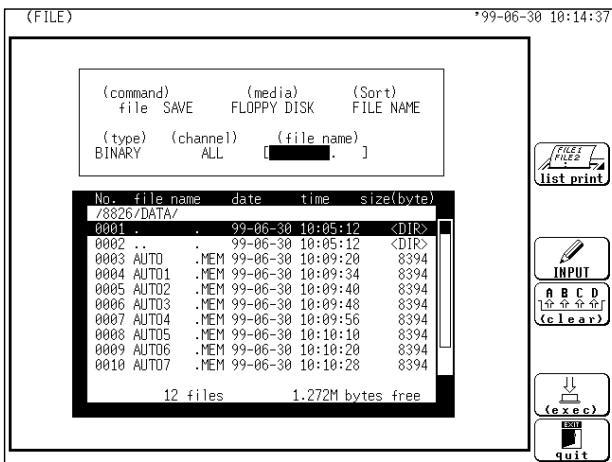 (FILE) '99-06-30 10:14:37
(command) (media) (Sort)
file SAVE FLOPPY DISK FILE NAME
(type) (channel) (file name)
BINARY ALL [ . ]
No. file name date time size(byte)
/8826/DATA/
0001 . . 99-06-30 10:05:12 <DIR>
0002 .. . 99-06-30 10:05:12 <DIR>
0003 AUTO .MEM 99-06-30 10:09:20 8394
0004 AUTO1 .MEM 99-06-30 10:09:34 8394
0005 AUTO2 .MEM 99-06-30 10:09:40 8394
0006 AUTO3 .MEM 99-06-30 10:09:48 8394
0007 AUTO4 .MEM 99-06-30 10:09:56 8394
0008 AUTO5 .MEM 99-06-30 10:10:10 8394
0009 AUTO6 .MEM 99-06-30 10:10:20 8394
0010 AUTO7 .MEM 99-06-30 10:10:28 8394
12 files 1.272M bytes free
FILE1
FILE2
list print
INPUT
A B C D
(clear)
(exec)
EXIT
quit